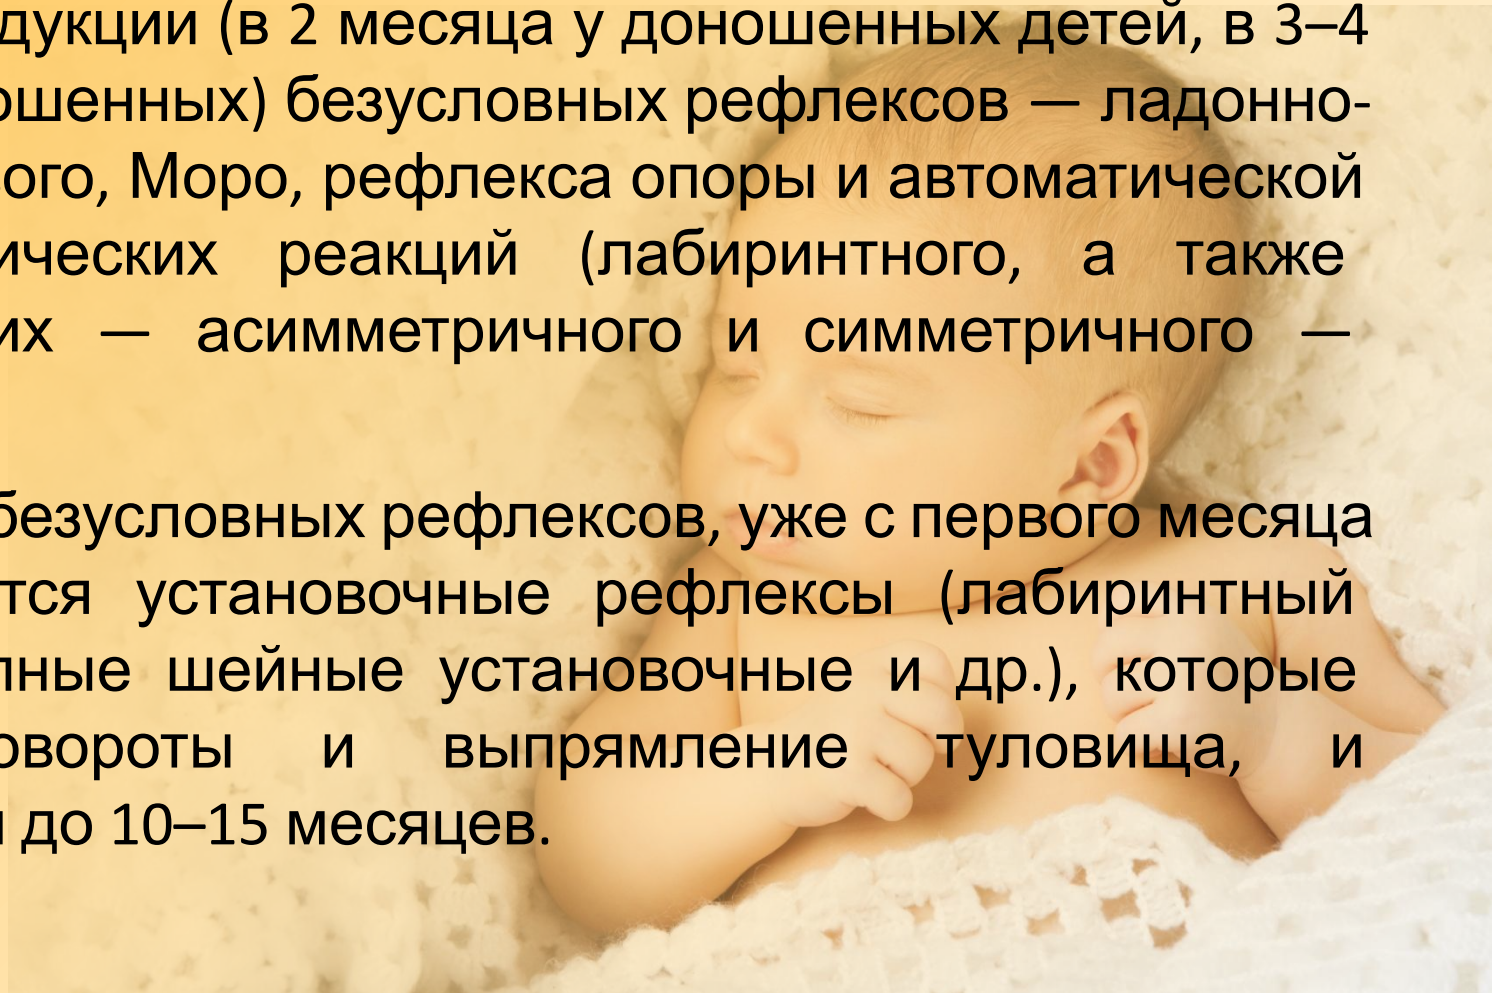 дукции (в 2 месяца у доношенных детей, в 3–4
ошенных) безусловных рефлексов — ладонно-
ого, Моро, рефлекса опоры и автоматической
ических реакций (лабиринтного, а также
их — асимметричного и симметричного —
безусловных рефлексов, уже с первого месяца
тся установочные рефлексы (лабиринтный
пные шейные установочные и др.), которые
овороты и выпрямление туловища, и
до 10–15 месяцев.